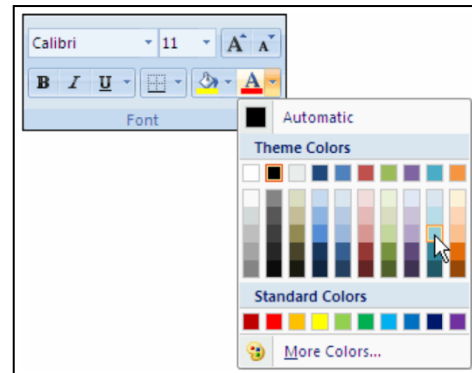 Calibri 11 A A
B I U A
Font
Automatic
Theme Colors
Standard Colors
More Colors...